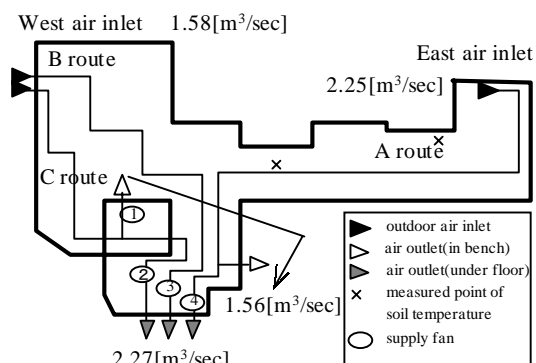 West air inlet 1.58[m³/sec]
B route
East air inlet
2.25[m³/sec]
A route
C route
1
2
3
4
1.56[m³/sec]
2.27[m³/sec]
outdoor air inlet
air outlet(in bench)
air outlet(under floor)
measured point of
soil temperature
supply fan